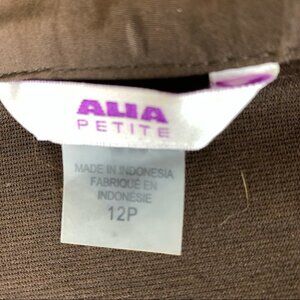 ALIA
PETITE
MADE IN INDONESIA
FABRIQUÉ EN
INDONÉSIE
12P